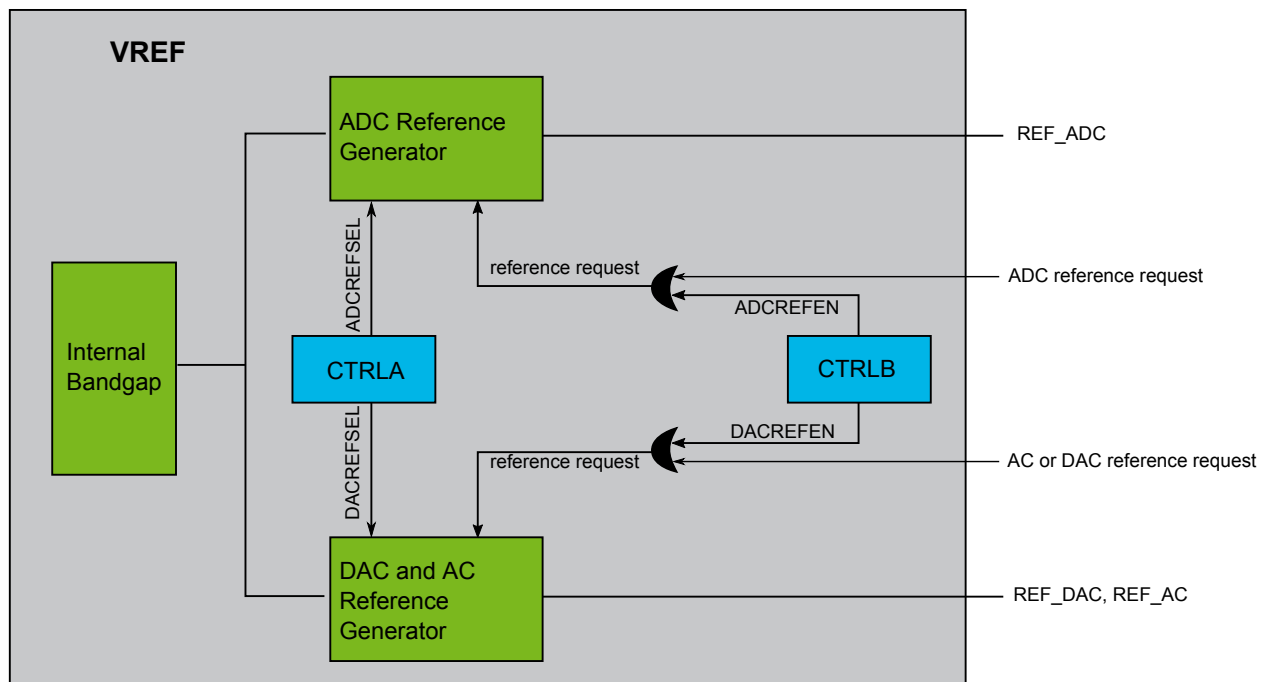 VREF
ADC Reference
Generator
REF_ADC
ADCREFSEL
reference request
ADC reference request
ADCREFEN
Internal
Bandgap
CTRLA
CTRLB
DACREFSEL
DACREFEN
reference request
AC or DAC reference request
DAC and AC
Reference
Generator
REF_DAC, REF_AC